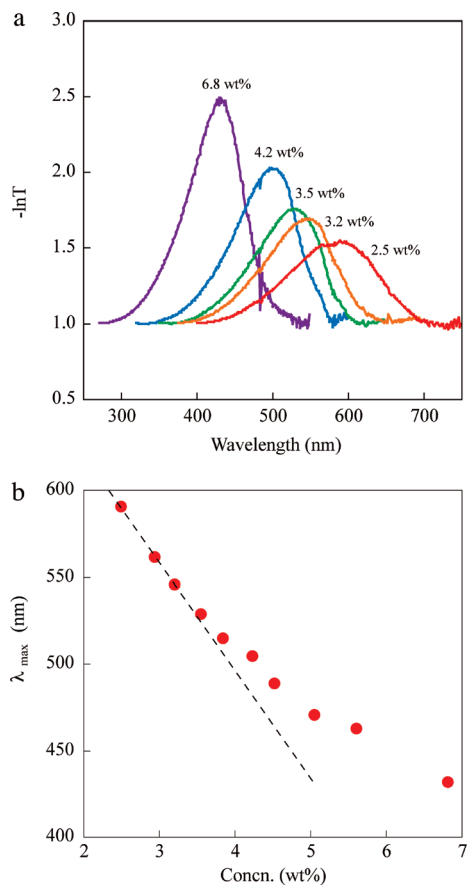 a
3.0
2.5
2.0
1.5
1.0
0.5
-lnT
6.8 wt%
4.2 wt%
3.5 wt%
3.2 wt%
2.5 wt%
300 400 500 600 700
Wavelength (nm)
b
600
550
500
450
400
λ max (nm)
2 3 4 5 6 7
Concn. (wt%)